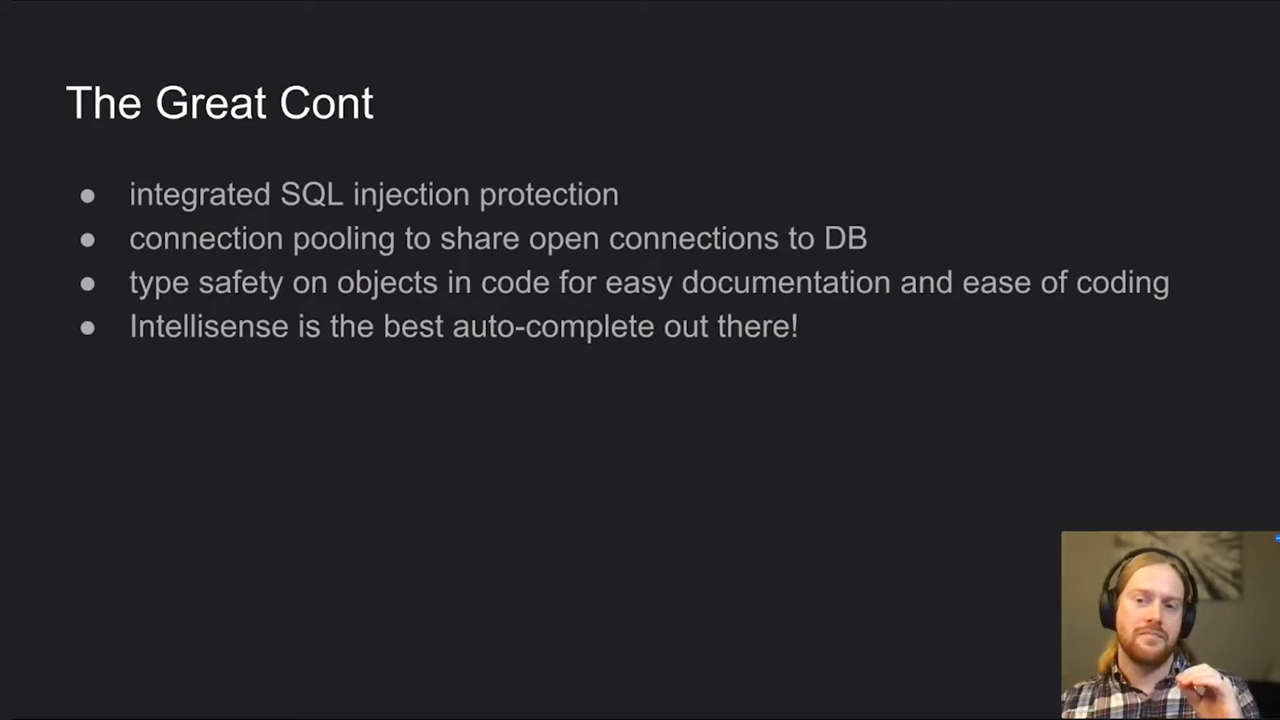 The Great Cont
● integrated SQL injection protection
● connection pooling to share open connections to DB
● type safety on objects in code for easy documentation and ease of coding
● Intellisense is the best auto-complete out there!